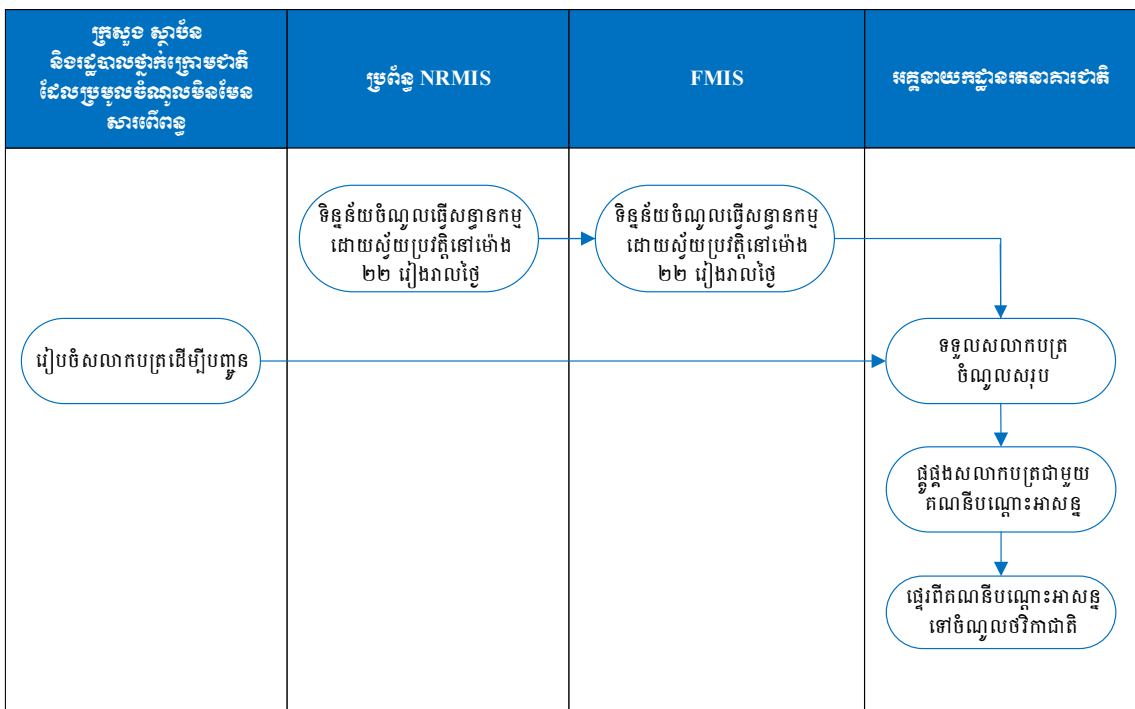 ក្រសួង ស្ថាប័ន
និងរដ្ឋបាលថ្នាក់ក្រោមជាតិ
ដែលប្រមូលចំណូលមិនមែន
សារពើពន្ធ
ប្រព័ន្ធ NRMIS
FMIS
អគ្គនាយកដ្ឋានរតនាគារជាតិ
ទិន្នន័យចំណូលធ្វើសន្ធានកម្ម
ដោយស្វ័យប្រវត្តិនៅម៉ោង
២២ រៀងរាលថ្ងៃ
ទិន្នន័យចំណូលធ្វើសន្ធានកម្ម
ដោយស្វ័យប្រវត្តិនៅម៉ោង
២២ រៀងរាលថ្ងៃ
រៀបចំសលាកបត្រដើម្បីបញ្ជូន
ទទួលសលាកបត្រ
ចំណូលសរុប
ផ្គូផ្គងសលាកបត្រជាមួយ
គណនីបណ្តោះអាសន្ន
ផ្ទេរពីគណនីបណ្តោះអាសន្ន
ទៅចំណូលថវិកាជាតិ